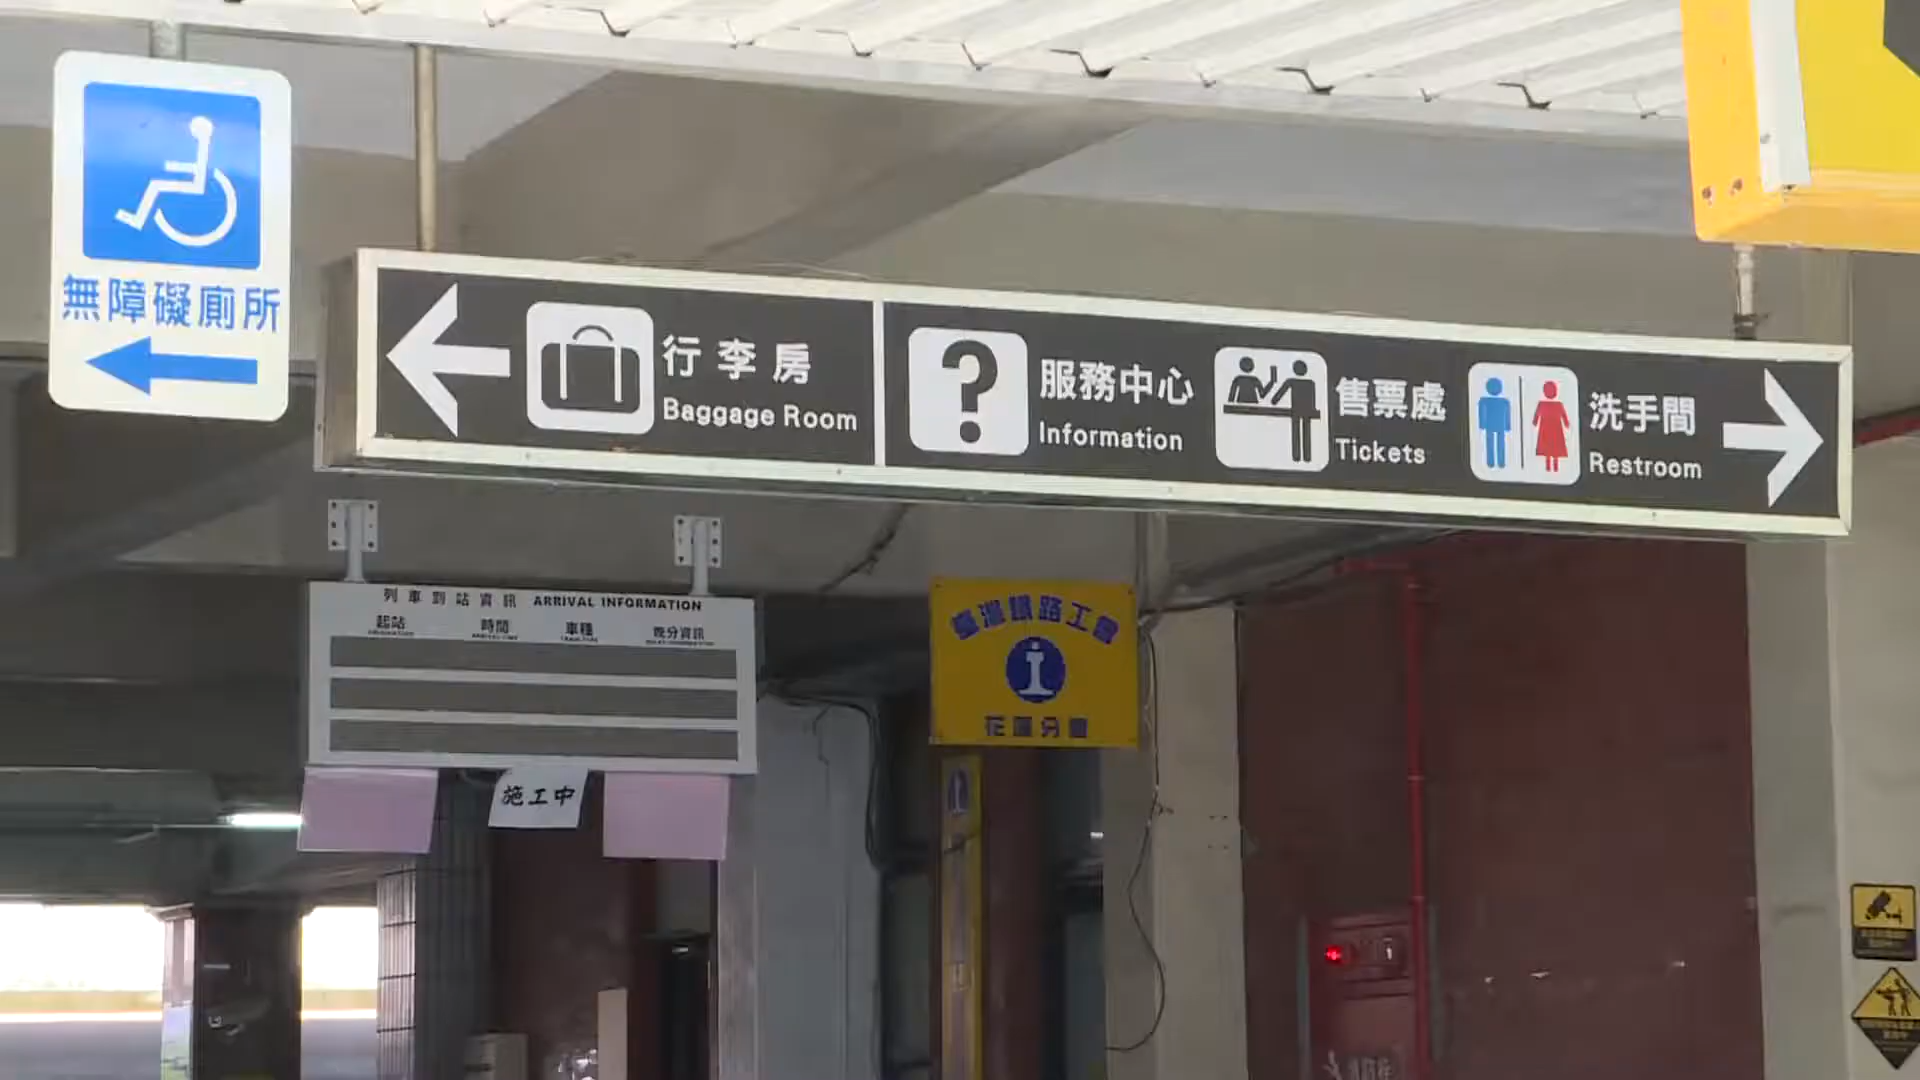 無障礙廁所
行李房
Baggage Room
?
服務中心
Information
售票處
Tickets
洗手間
Restroom
列車到站資訊 ARRIVAL INFORMATION
起站 時間 車種 晚分資訊
施工中
臺灣鐵路工會
花蓮分會